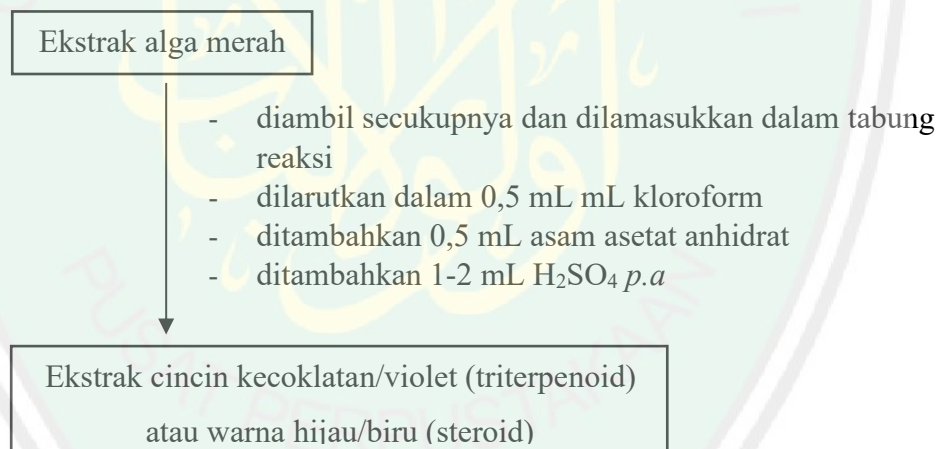 Ekstrak alga merah
- diambil secukupnya dan dilamasukkan dalam tabung
reaksi
- dilarutkan dalam 0,5 mL mL kloroform
- ditambahkan 0,5 mL asam asetat anhidrat
- ditambahkan 1-2 mL H₂SO₄ p.a
Ekstrak cincin kecoklatan/violet (triterpenoid)
atau warna hijau/biru (steroid)
PUSAT PERPUSTAKAAN